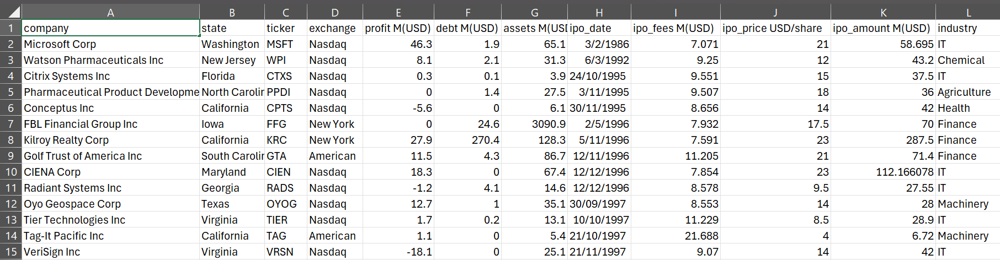 A B C D E F G H I J K L
1 company state ticker exchange profit M(USD) debt M(USD) assets M(USD ipo_date ipo_fees M(USD) ipo_price USD/share ipo_amount M(USD) industry
2 Microsoft Corp Washington MSFT Nasdaq 46.3 1.9 65.1 3/2/1986 7.071 21 58.695 IT
3 Watson Pharmaceuticals Inc New Jersey WPI Nasdaq 8.1 2.1 31.3 6/3/1992 9.25 12 43.2 Chemical
4 Citrix Systems Inc Florida CTXS Nasdaq 0.3 0.1 3.9 24/10/1995 9.551 15 37.5 IT
5 Pharmaceutical Product Developme North Carolin PPDI Nasdaq 0 1.4 27.5 3/11/1995 9.507 18 36 Agriculture
6 Conceptus Inc California CPTS Nasdaq -5.6 0 6.1 30/11/1995 8.656 14 42 Health
7 FBL Financial Group Inc Iowa FFG New York 0 24.6 3090.9 2/5/1996 7.932 17.5 70 Finance
8 Kilroy Realty Corp California KRC New York 27.9 270.4 128.3 5/11/1996 7.591 23 287.5 Finance
9 Golf Trust of America Inc South Carolin GTA American 11.5 4.3 86.7 12/11/1996 11.205 21 71.4 Finance
10 CIENA Corp Maryland CIEN Nasdaq 18.3 0 67.4 12/12/1996 7.854 23 112.166078 IT
11 Radiant Systems Inc Georgia RADS Nasdaq -1.2 4.1 14.6 12/12/1996 8.578 9.5 27.55 IT
12 Oyo Geospace Corp Texas OYOG Nasdaq 12.7 1 35.1 30/09/1997 8.553 14 28 Machinery
13 Tier Technologies Inc Virginia TIER Nasdaq 1.7 0.2 13.1 10/10/1997 11.229 8.5 28.9 IT
14 Tag-It Pacific Inc California TAG American 1.1 0 5.4 21/10/1997 21.688 4 6.72 Machinery
15 VeriSign Inc Virginia VRSN Nasdaq -18.1 0 25.1 21/11/1997 9.07 14 42 IT